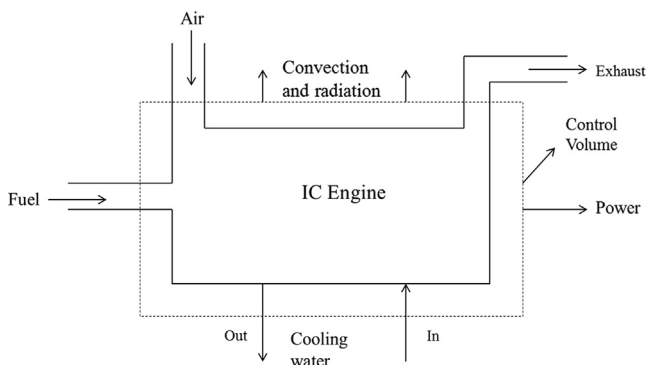 Air
Convection
and radiation
Exhaust
Control
Volume
Fuel
IC Engine
Power
Out
Cooling
water
In